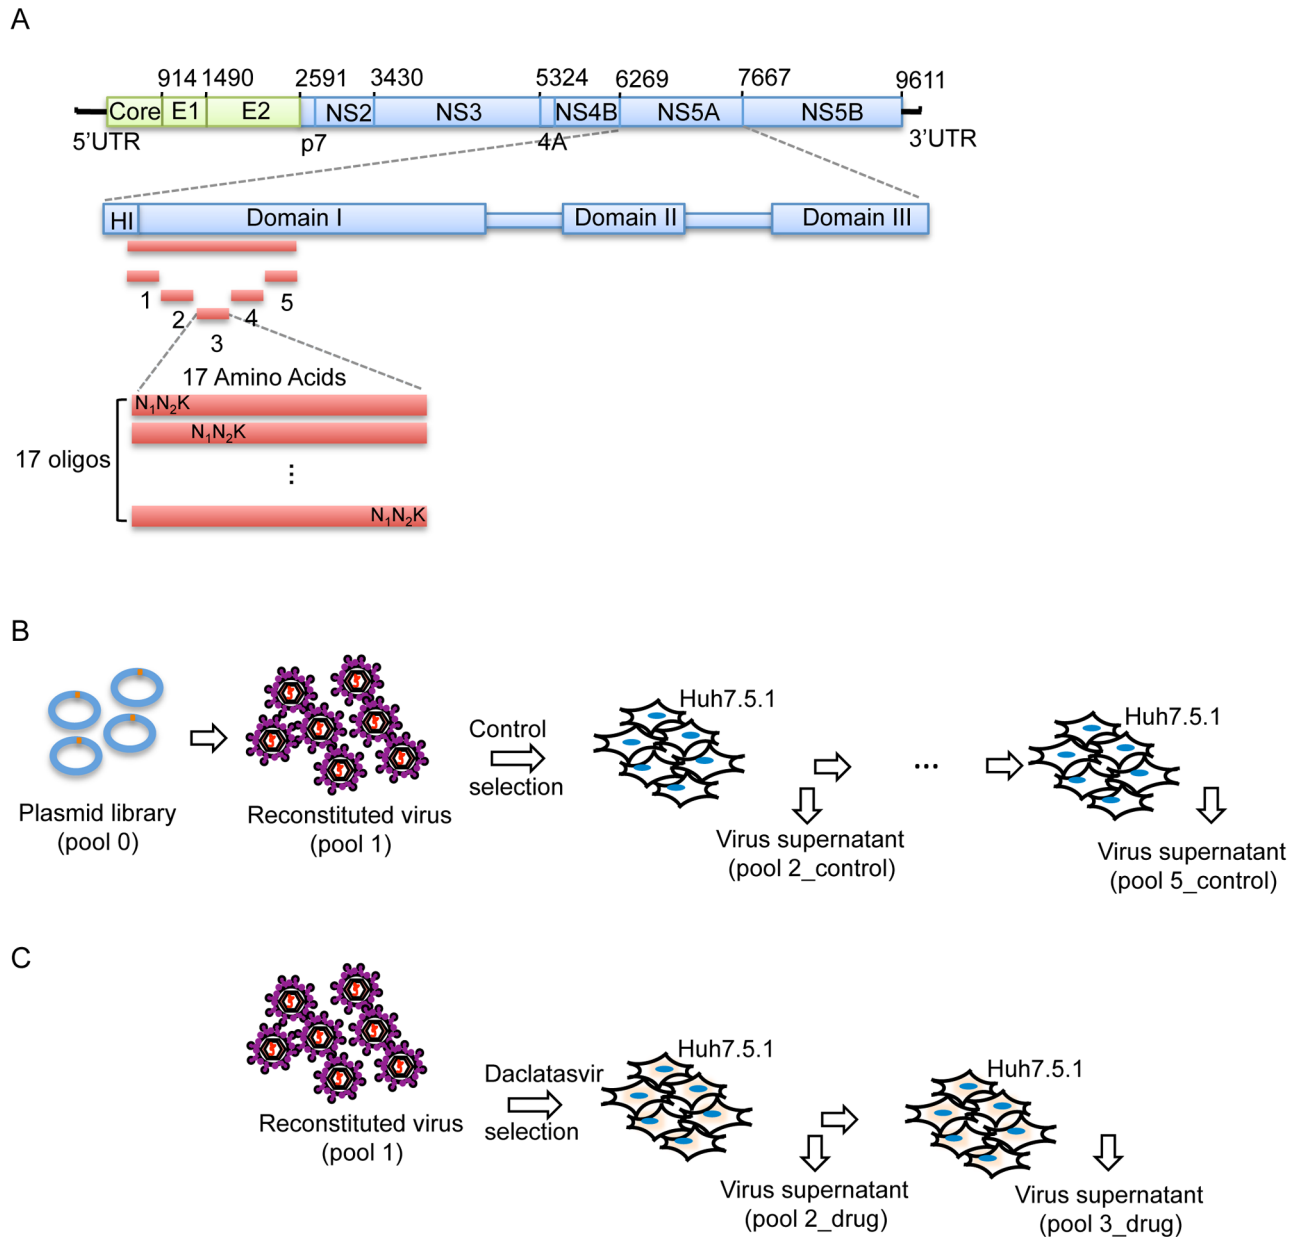 A
914 1490 2591 3430 5324 6269 7667 9611
Core E1 E2 NS2 NS3 NS4B NS5A NS5B
5'UTR p7 4A 3'UTR
HI Domain I Domain II Domain III
1 2 3 4 5
17 Amino Acids
N₁N₂K
17 oligos
N₁N₂K
⋮
N₁N₂K
B
Plasmid library
(pool 0)
Reconstituted virus
(pool 1)
Control
selection
Huh7.5.1
Virus supernatant
(pool 2_control)
...
Huh7.5.1
Virus supernatant
(pool 5_control)
C
Reconstituted virus
(pool 1)
Daclatasvir
selection
Huh7.5.1
Virus supernatant
(pool 2_drug)
Huh7.5.1
Virus supernatant
(pool 3_drug)